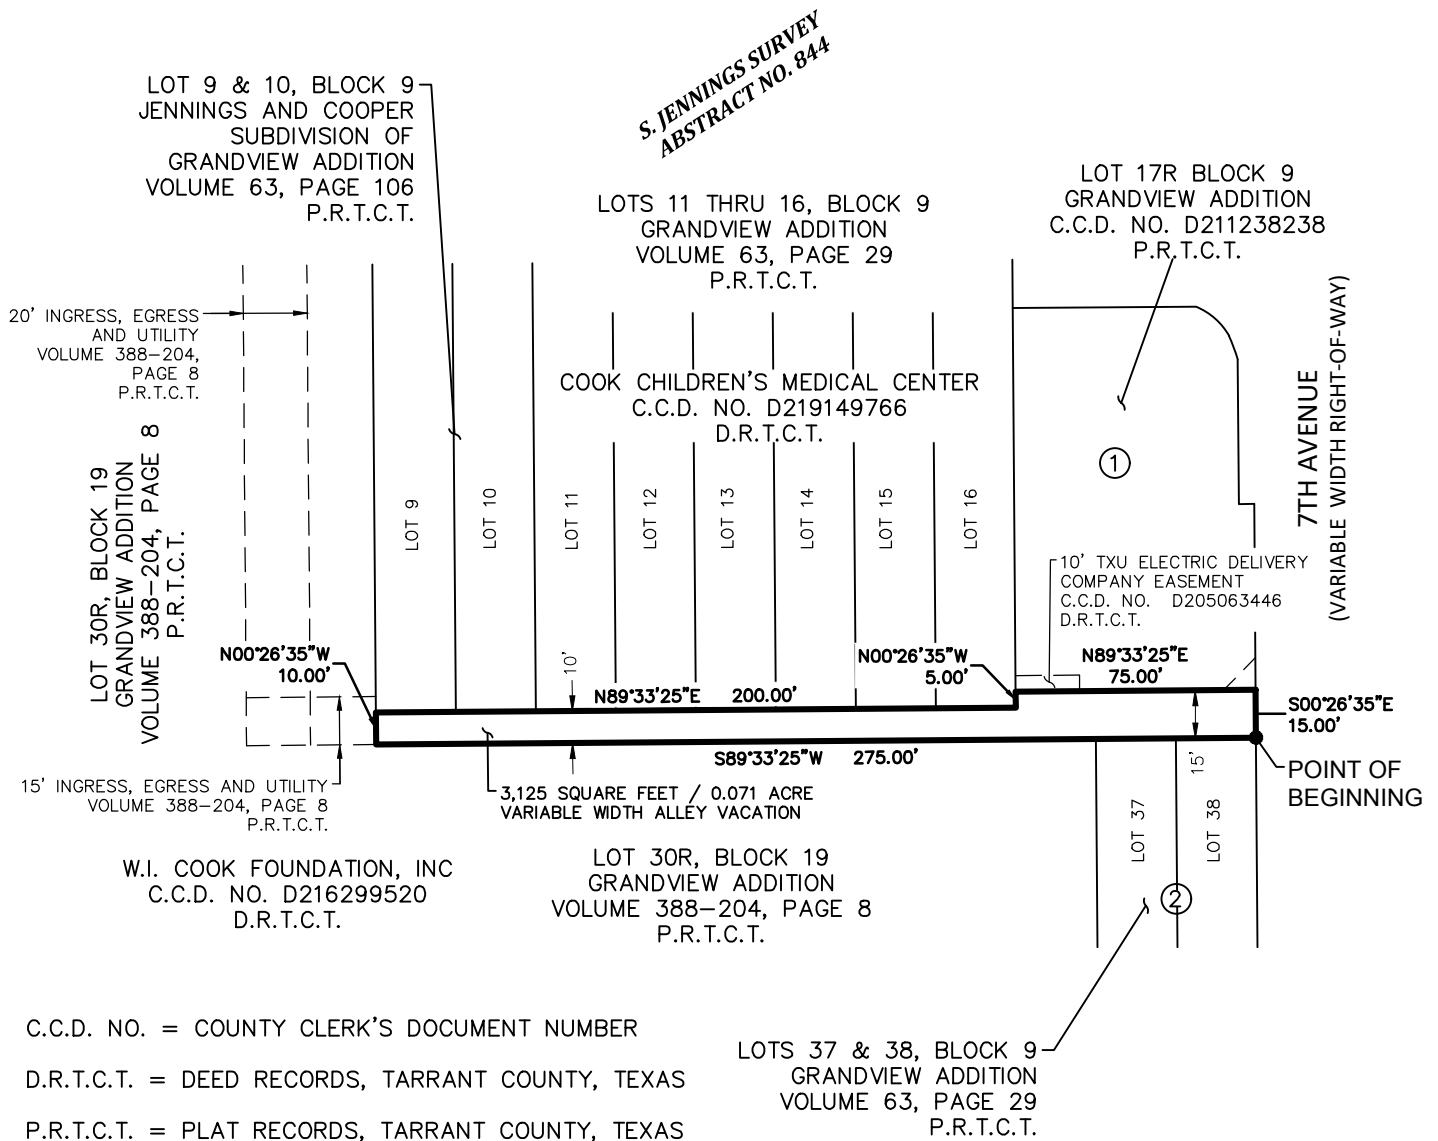 S. JENNINGS SURVEY
ABSTRACT NO. 844
LOT 9 & 10, BLOCK 9
JENNINGS AND COOPER
SUBDIVISION OF
GRANDVIEW ADDITION
VOLUME 63, PAGE 106
P.R.T.C.T.
LOTS 11 THRU 16, BLOCK 9
GRANDVIEW ADDITION
VOLUME 63, PAGE 29
P.R.T.C.T.
LOT 17R BLOCK 9
GRANDVIEW ADDITION
C.C.D. NO. D211238238
P.R.T.C.T.
20' INGRESS, EGRESS
AND UTILITY
VOLUME 388-204,
PAGE 8
P.R.T.C.T.
COOK CHILDREN'S MEDICAL CENTER
C.C.D. NO. D219149766
D.R.T.C.T.
7TH AVENUE
(VARIABLE WIDTH RIGHT-OF-WAY)
1
LOT 30R, BLOCK 19
GRANDVIEW ADDITION
VOLUME 388-204, PAGE 8
P.R.T.C.T.
LOT 9
LOT 10
LOT 11
LOT 12
LOT 13
LOT 14
LOT 15
LOT 16
10' TXU ELECTRIC DELIVERY
COMPANY EASEMENT
C.C.D. NO. D205063446
D.R.T.C.T.
N00°26'35"W
10.00'
10'
N89°33'25"E 200.00'
N00°26'35"W
5.00'
N89°33'25"E
75.00'
S00°26'35"E
15.00'
S89°33'25"W 275.00'
15'
POINT OF
BEGINNING
15' INGRESS, EGRESS AND UTILITY
VOLUME 388-204, PAGE 8
P.R.T.C.T.
3,125 SQUARE FEET / 0.071 ACRE
VARIABLE WIDTH ALLEY VACATION
LOT 37
LOT 38
W.I. COOK FOUNDATION, INC
C.C.D. NO. D216299520
D.R.T.C.T.
LOT 30R, BLOCK 19
GRANDVIEW ADDITION
VOLUME 388-204, PAGE 8
P.R.T.C.T.
2
C.C.D. NO. = COUNTY CLERK'S DOCUMENT NUMBER
D.R.T.C.T. = DEED RECORDS, TARRANT COUNTY, TEXAS
P.R.T.C.T. = PLAT RECORDS, TARRANT COUNTY, TEXAS
LOTS 37 & 38, BLOCK 9
GRANDVIEW ADDITION
VOLUME 63, PAGE 29
P.R.T.C.T.